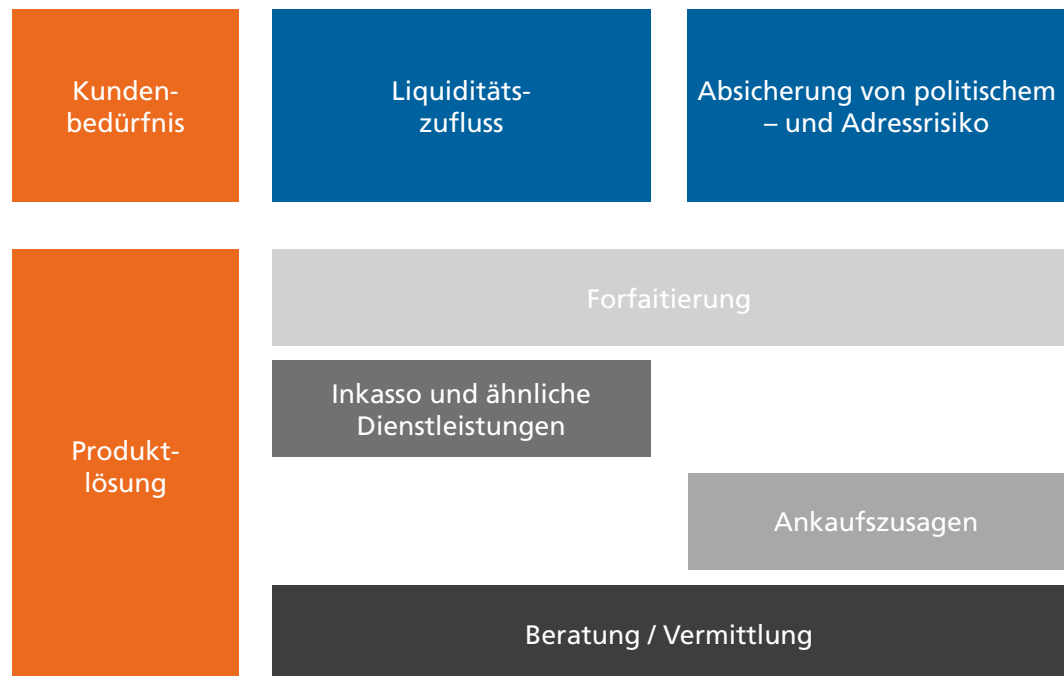 Kunden-
bedürfnis
Liquiditäts-
zufluss
Absicherung von politischem
– und Adressrisiko
Produkt-
lösung
Forfaitierung
Inkasso und ähnliche
Dienstleistungen
Ankaufszusagen
Beratung / Vermittlung